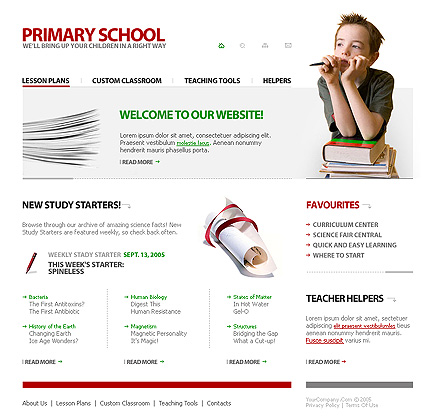 PRIMARY SCHOOL
WE'LL BRING UP YOUR CHILDREN IN A RIGHT WAY
LESSON PLANS | CUSTOM CLASSROOM | TEACHING TOOLS | HELPERS
WELCOME TO OUR WEBSITE!
Lorem ipsum dolor sit amet, consectetuer adipiscing elit.
Praesent vestibulum molestie lacus. Aenean nonummy
hendrerit mauris phasellus porta.
READ MORE
NEW STUDY STARTERS!
Browse through our archive of amazing science facts! New
Study Starters are featured weekly, so check back often.
WEEKLY STADY STARTER SEPT. 13, 2005
THIS WEEK'S STARTER:
SPINELESS
Bacteria
The First Antitoxins?
The First Antibiotic
Human Biology
Digest This
Human Resistance
States of Matter
In Hot Water
Gel-O
History of the Earth
Changing Earth
Ice Age Wonders?
Magnetism
Magnetic Personality
It's Magic!
Structures
Bridging the Gap
What a Cut-up!
READ MORE
READ MORE
READ MORE
FAVOURITES
CURRICULUM CENTER
SCIENCE FAIR CENTRAL
QUICK AND EASY LEARNING
WHERE TO START
TEACHER HELPERS
Lorem ipsum dolor sit amet,
consectetuer adipiscing
elit praesent vestibulumles tie
lacus. Aenean nonummy
hendrerit mauris.
Fusce suscipit varius mi.
READ MORE
About Us | Lesson Plans | Custom Classroom | Teaching Tools | Contacts
YourCompany.Com © 2005
Privacy Policy | Terms Of Use